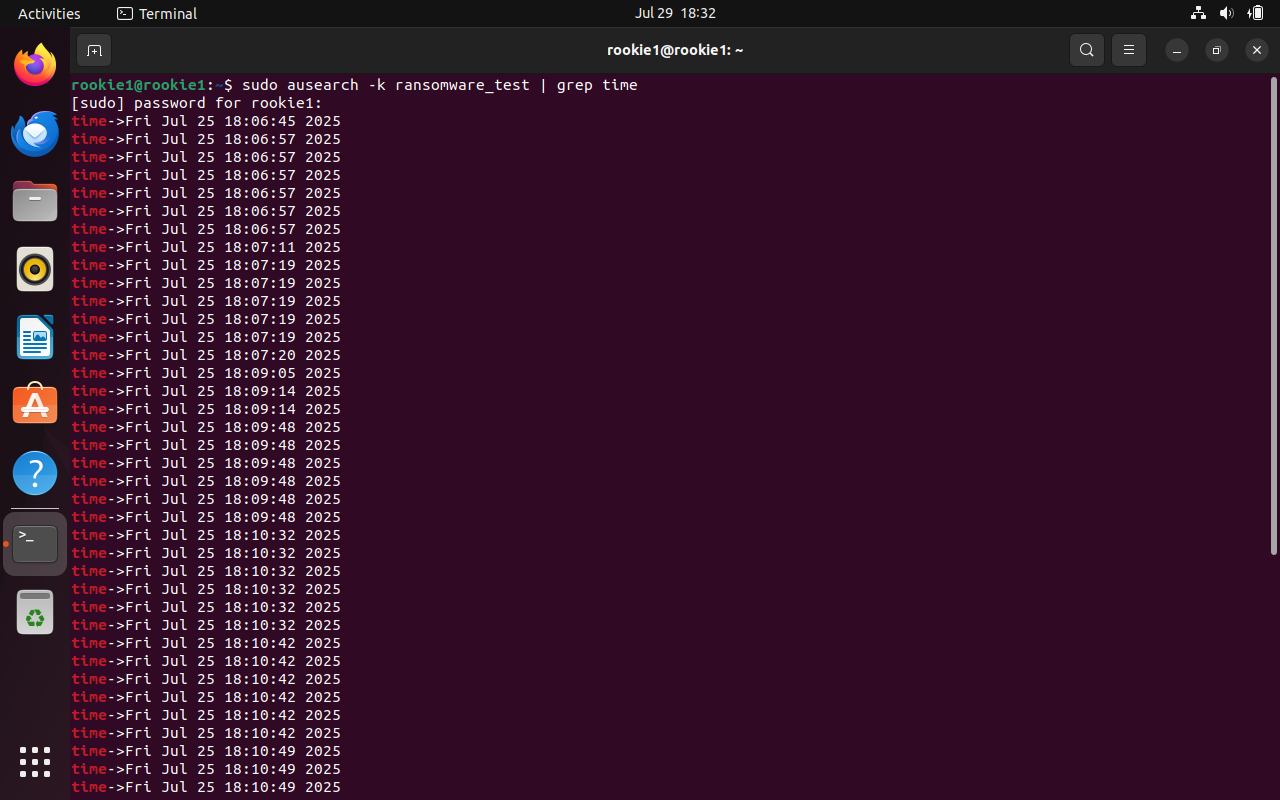 Activities Terminal Jul 29 18:32
rookie1@rookie1: ~
rookie1@rookie1:~$ sudo ausearch -k ransomware_test | grep time
[sudo] password for rookie1:
time->Fri Jul 25 18:06:45 2025
time->Fri Jul 25 18:06:57 2025
time->Fri Jul 25 18:06:57 2025
time->Fri Jul 25 18:06:57 2025
time->Fri Jul 25 18:06:57 2025
time->Fri Jul 25 18:06:57 2025
time->Fri Jul 25 18:06:57 2025
time->Fri Jul 25 18:07:11 2025
time->Fri Jul 25 18:07:19 2025
time->Fri Jul 25 18:07:19 2025
time->Fri Jul 25 18:07:19 2025
time->Fri Jul 25 18:07:19 2025
time->Fri Jul 25 18:07:19 2025
time->Fri Jul 25 18:07:20 2025
time->Fri Jul 25 18:09:05 2025
time->Fri Jul 25 18:09:14 2025
time->Fri Jul 25 18:09:14 2025
time->Fri Jul 25 18:09:48 2025
time->Fri Jul 25 18:09:48 2025
time->Fri Jul 25 18:09:48 2025
time->Fri Jul 25 18:09:48 2025
time->Fri Jul 25 18:09:48 2025
time->Fri Jul 25 18:09:48 2025
time->Fri Jul 25 18:10:32 2025
time->Fri Jul 25 18:10:32 2025
time->Fri Jul 25 18:10:32 2025
time->Fri Jul 25 18:10:32 2025
time->Fri Jul 25 18:10:32 2025
time->Fri Jul 25 18:10:32 2025
time->Fri Jul 25 18:10:42 2025
time->Fri Jul 25 18:10:42 2025
time->Fri Jul 25 18:10:42 2025
time->Fri Jul 25 18:10:42 2025
time->Fri Jul 25 18:10:42 2025
time->Fri Jul 25 18:10:42 2025
time->Fri Jul 25 18:10:49 2025
time->Fri Jul 25 18:10:49 2025
time->Fri Jul 25 18:10:49 2025